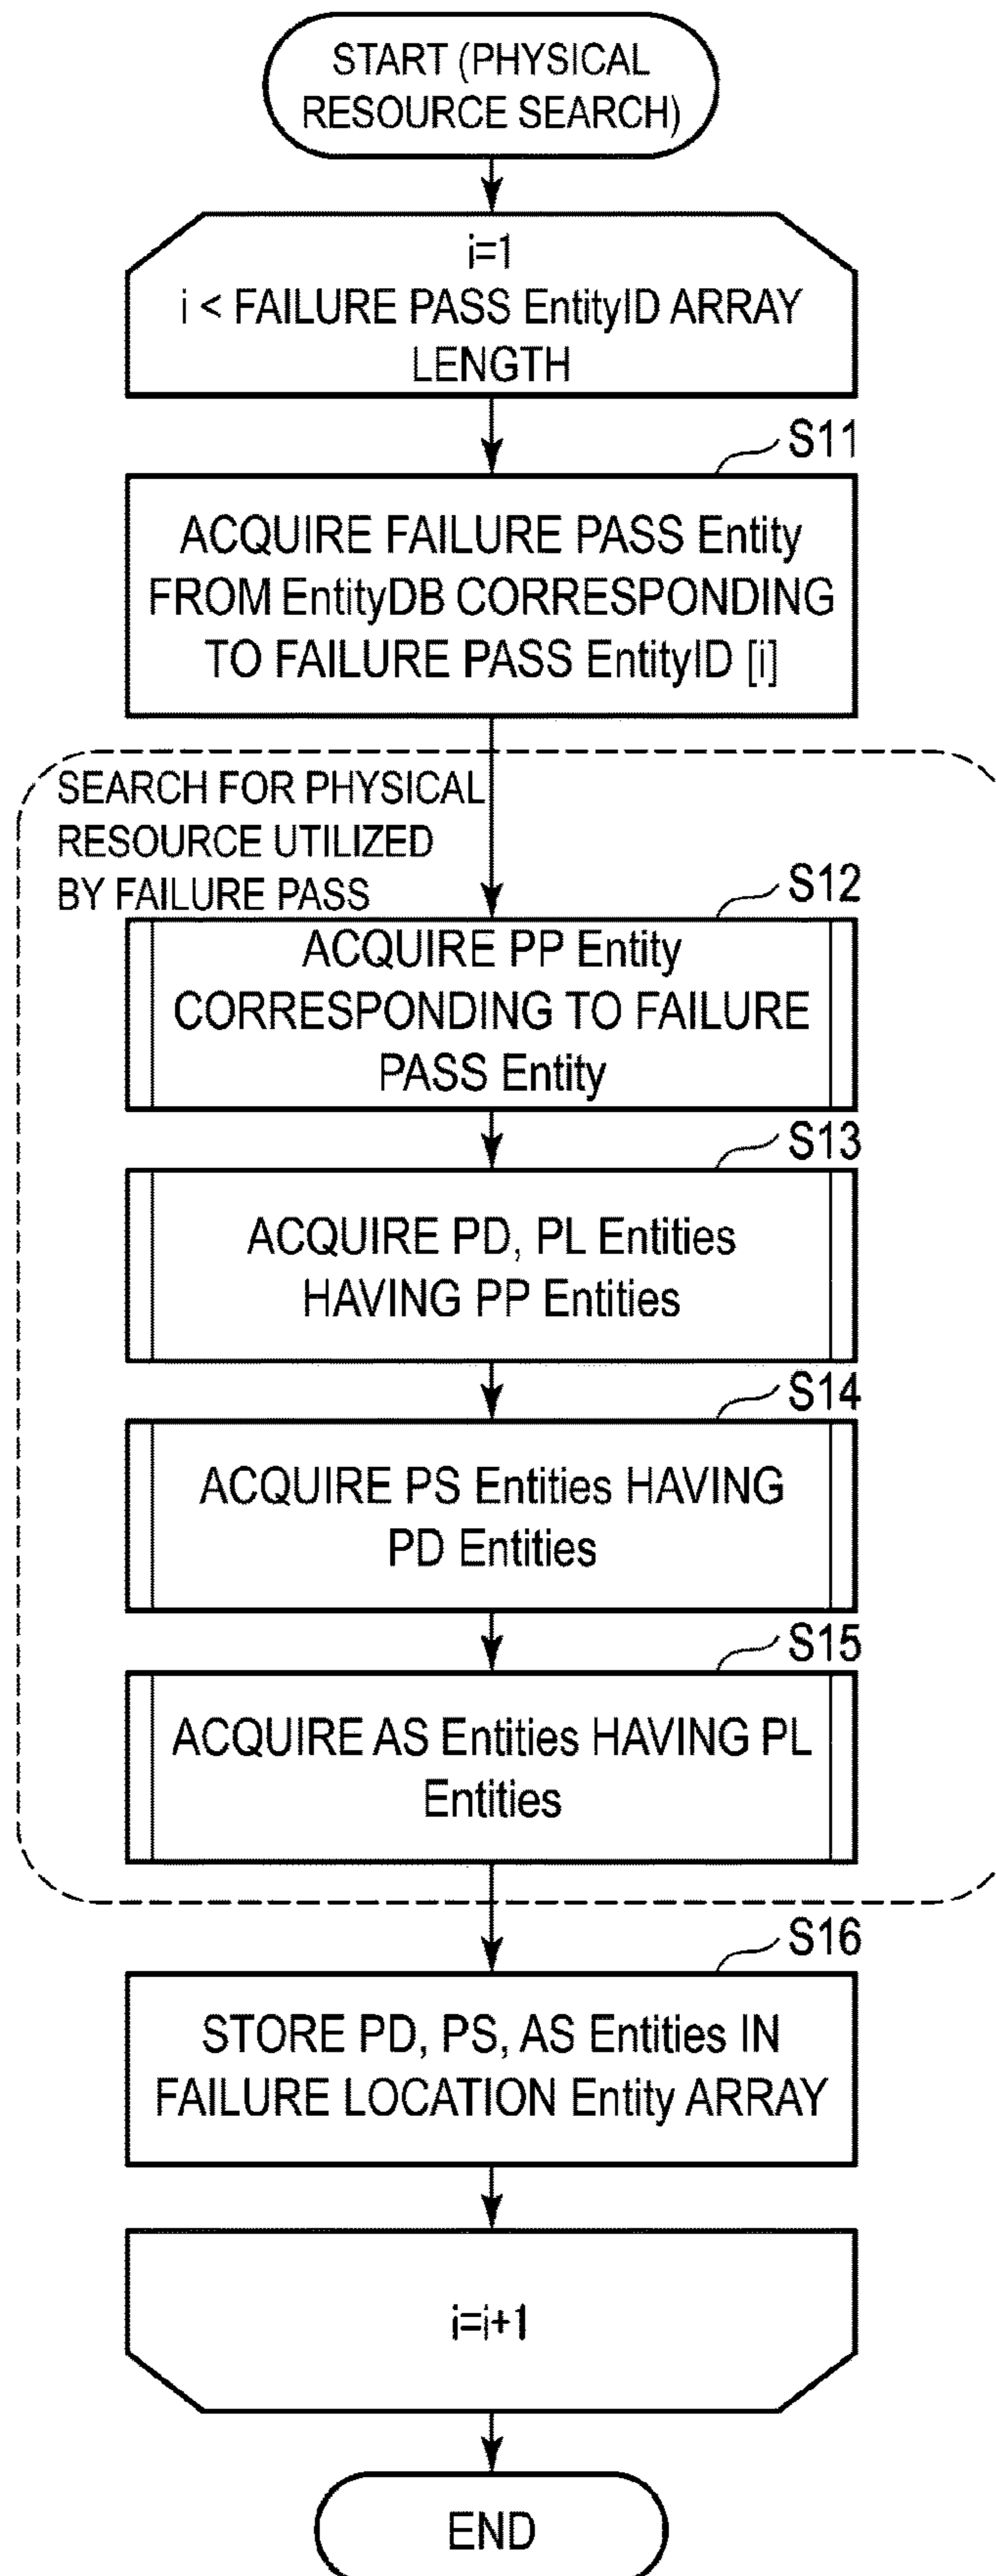 START (PHYSICAL
RESOURCE SEARCH)
i=1
i < FAILURE PASS EntityID ARRAY
LENGTH
S11
ACQUIRE FAILURE PASS Entity
FROM EntityDB CORRESPONDING
TO FAILURE PASS EntityID [i]
SEARCH FOR PHYSICAL
RESOURCE UTILIZED
BY FAILURE PASS
S12
ACQUIRE PP Entity
CORRESPONDING TO FAILURE
PASS Entity
S13
ACQUIRE PD, PL Entities
HAVING PP Entities
S14
ACQUIRE PS Entities HAVING
PD Entities
S15
ACQUIRE AS Entities HAVING PL
Entities
S16
STORE PD, PS, AS Entities IN
FAILURE LOCATION Entity ARRAY
i=i+1
END